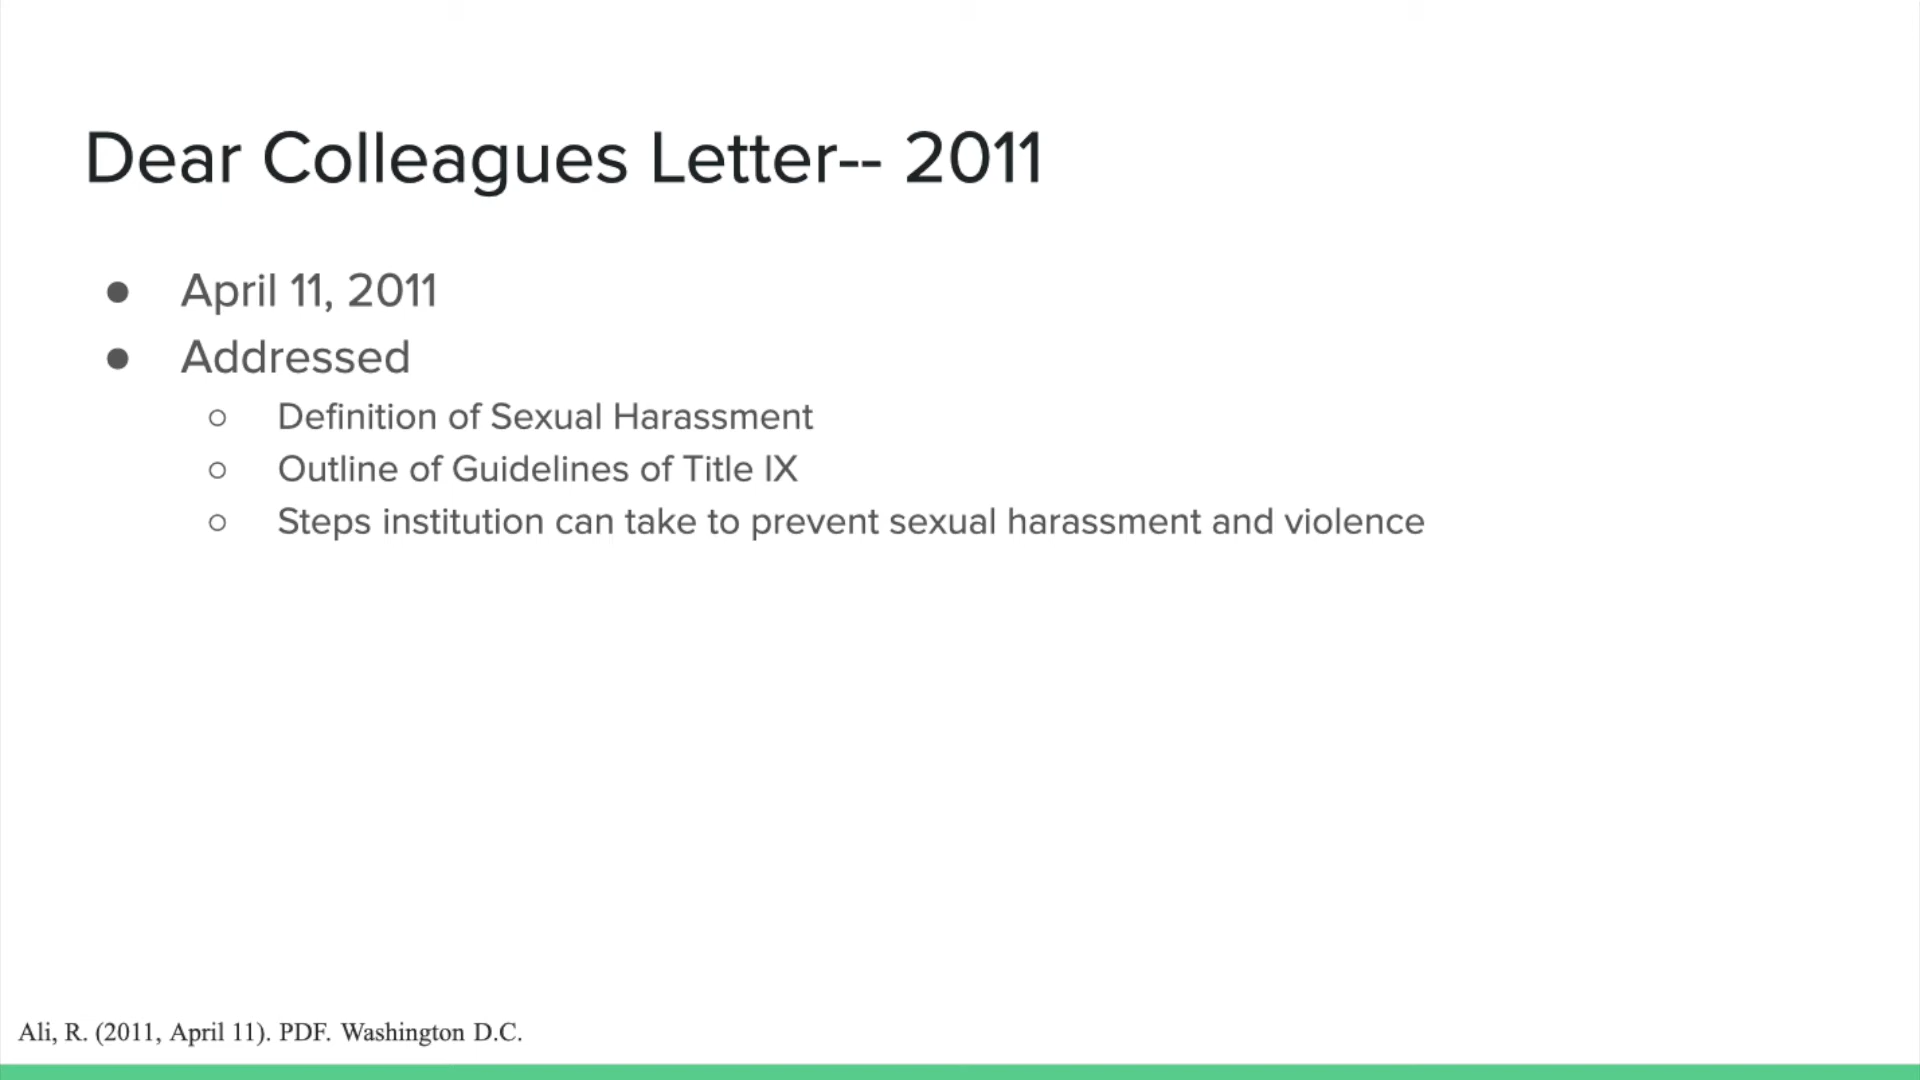 Dear Colleagues Letter-- 2011
● April 11, 2011
● Addressed
○ Definition of Sexual Harassment
○ Outline of Guidelines of Title IX
○ Steps institution can take to prevent sexual harassment and violence
Ali, R. (2011, April 11). PDF. Washington D.C.